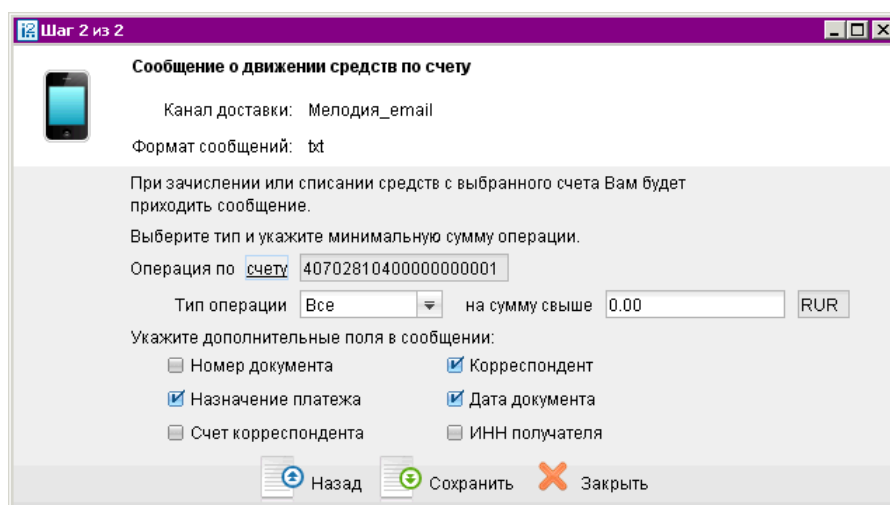 Шаг 2 из 2
Сообщение о движении средств по счету
Канал доставки: Мелодия_email
Формат сообщений: txt
При зачислении или списании средств с выбранного счета Вам будет
приходить сообщение.
Выберите тип и укажите минимальную сумму операции.
Операция по счету 40702810400000000001
Тип операции Все на сумму свыше 0.00 RUR
Укажите дополнительные поля в сообщении:
Номер документа Корреспондент
Назначение платежа Дата документа
Счет корреспондента ИНН получателя
Назад Сохранить Закрыть